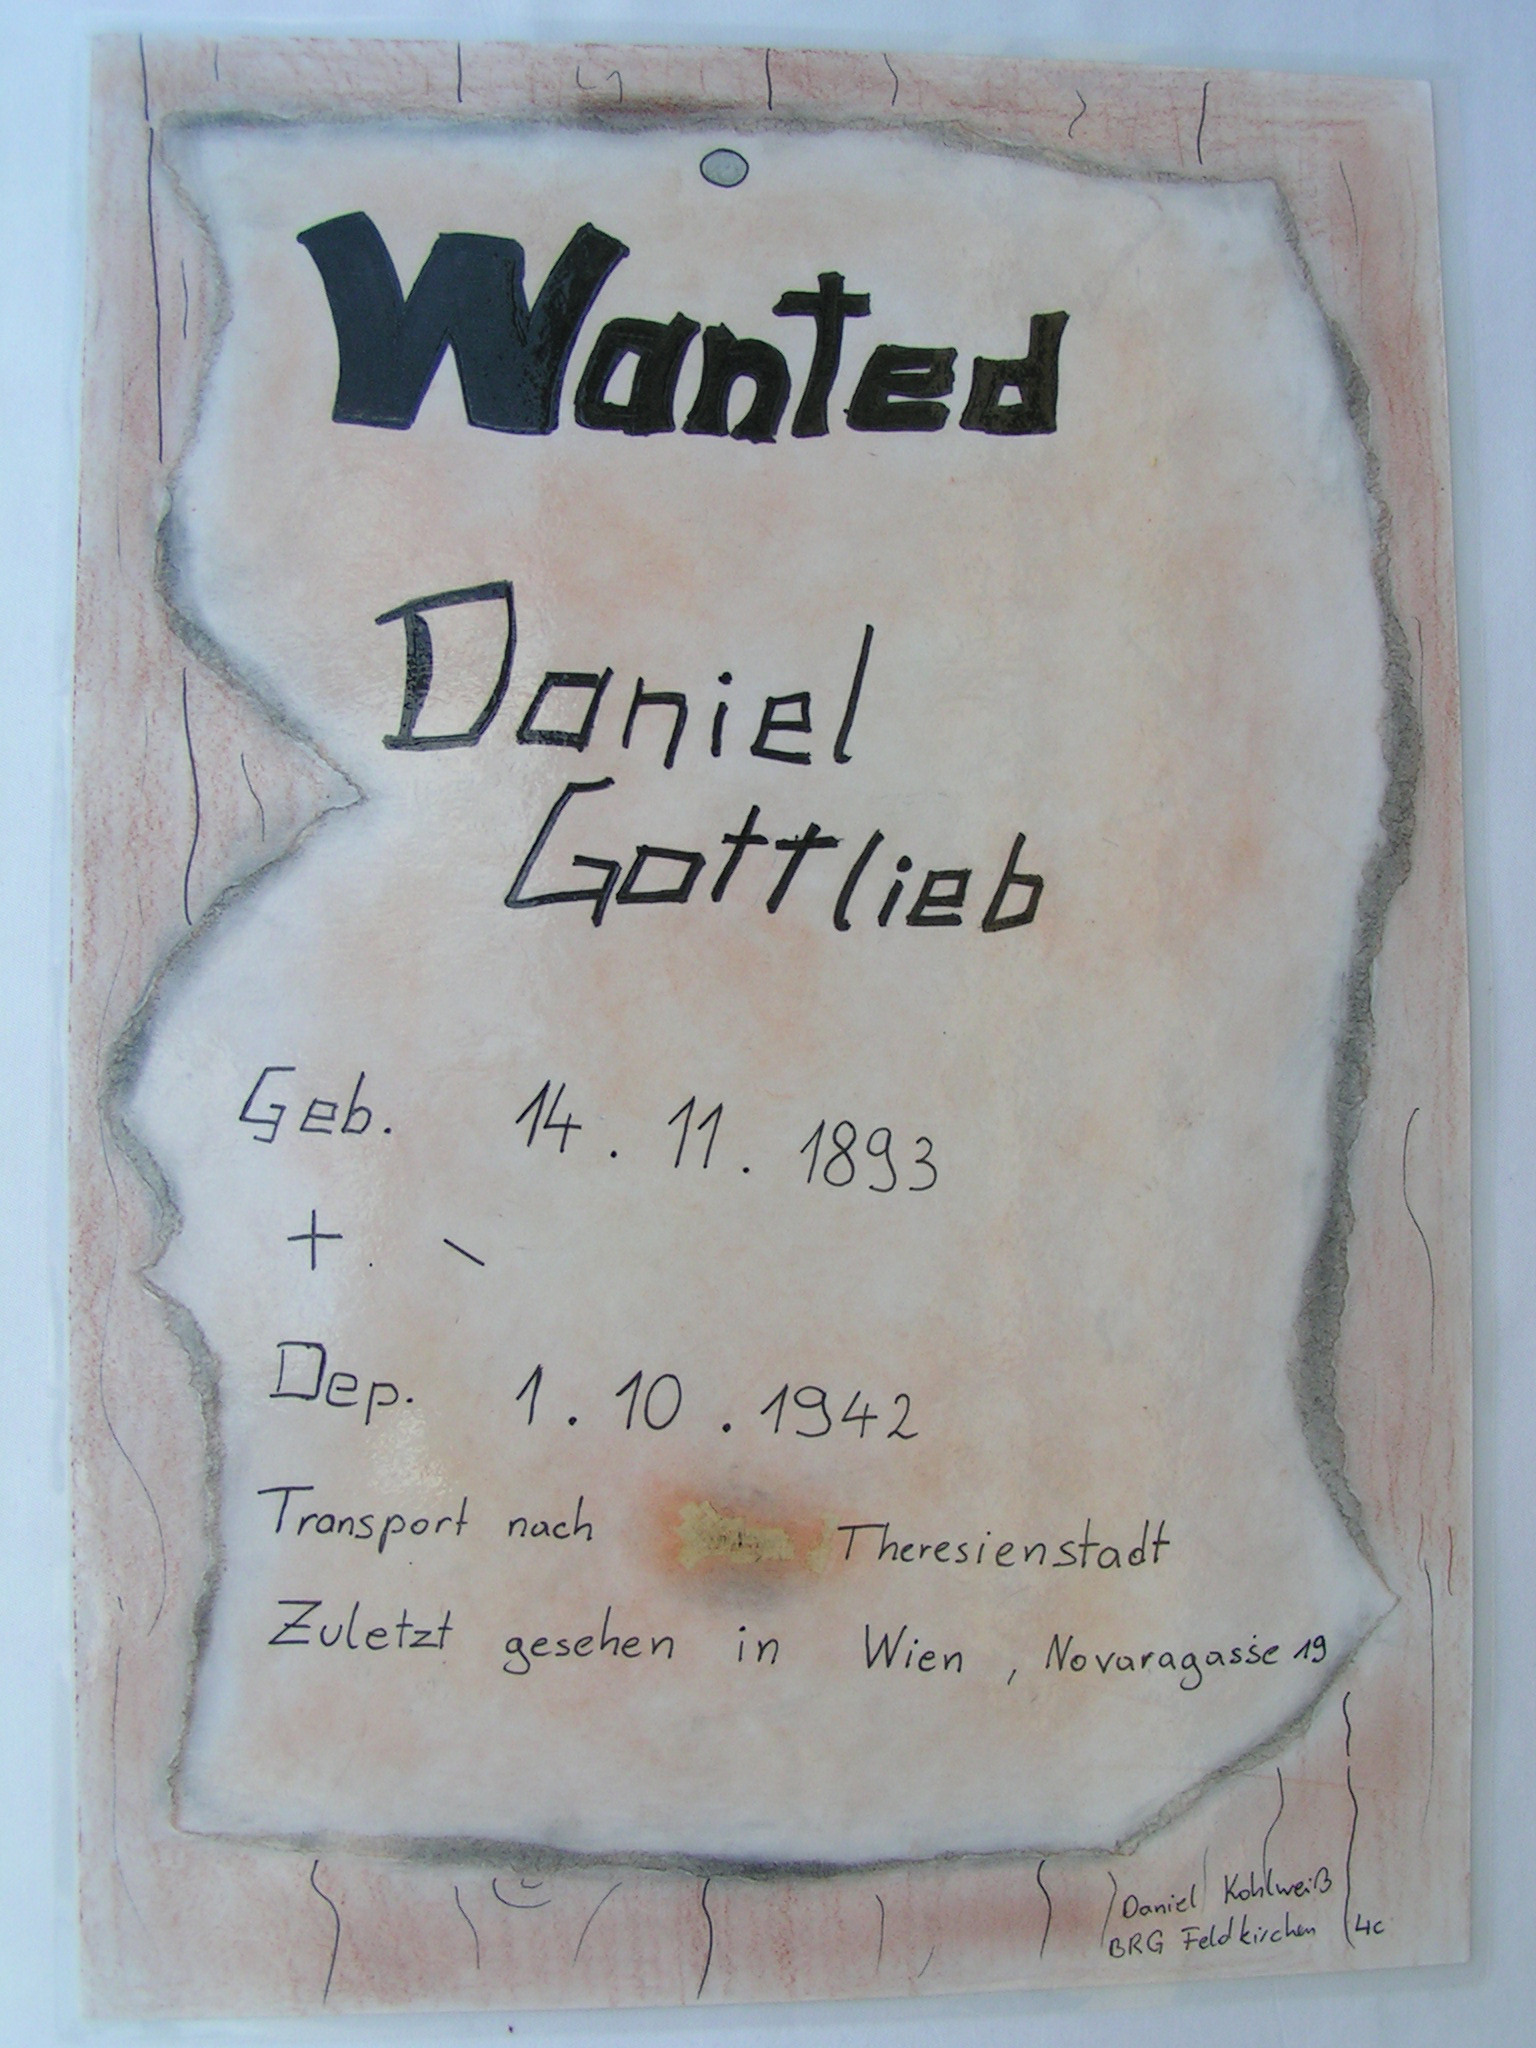 Wanted
Daniel
Gottlieb
Geb. 14. 11. 1893
+. \
Dep. 1. 10. 1942
Transport nach Theresienstadt
Zuletzt gesehen in Wien, Novaragasse 19
Daniel Kohlweiß
BRG Feldkirchen 4c